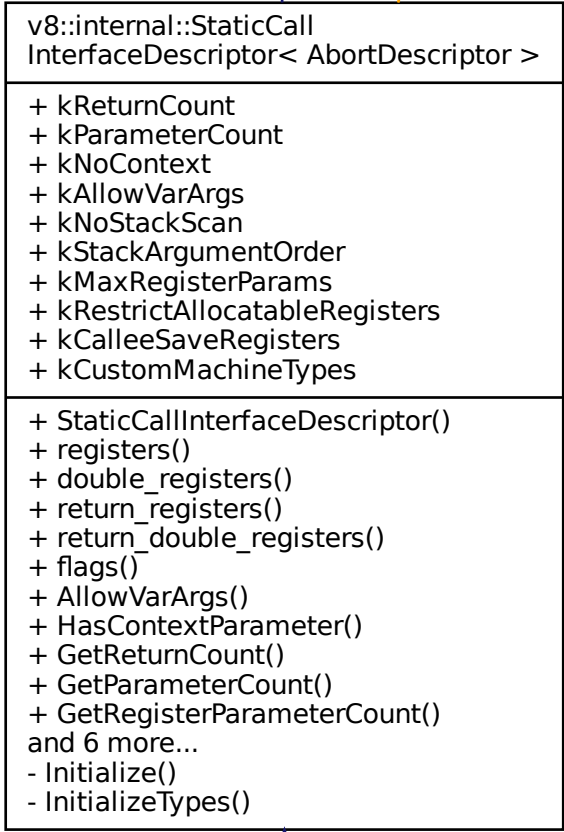 v8::internal::StaticCall
InterfaceDescriptor< AbortDescriptor >
+ kReturnCount
+ kParameterCount
+ kNoContext
+ kAllowVarArgs
+ kNoStackScan
+ kStackArgumentOrder
+ kMaxRegisterParams
+ kRestrictAllocatableRegisters
+ kCalleeSaveRegisters
+ kCustomMachineTypes
+ StaticCallInterfaceDescriptor()
+ registers()
+ double_registers()
+ return_registers()
+ return_double_registers()
+ flags()
+ AllowVarArgs()
+ HasContextParameter()
+ GetReturnCount()
+ GetParameterCount()
+ GetRegisterParameterCount()
and 6 more...
- Initialize()
- InitializeTypes()